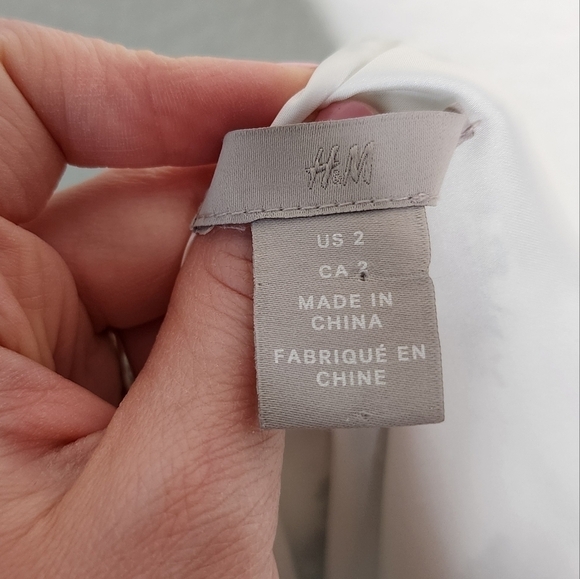 H&M
US 2
CA 2
MADE IN
CHINA
FABRIQUÉ EN
CHINE